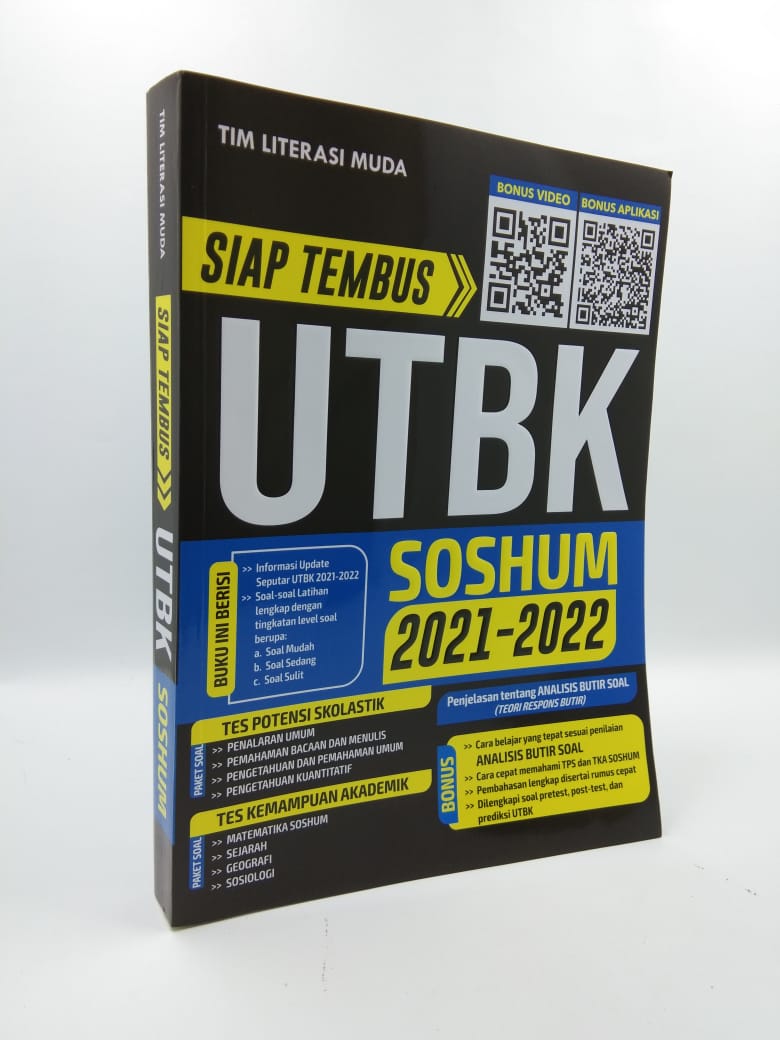 TIM LITERASI MUDA
SIAP TEMBUS
UTBK
SOSHUM
TIM LITERASI MUDA
BONUS VIDEO
BONUS APLIKASI
SIAP TEMBUS
UTBK
SOSHUM
2021-2022
BUKU INI BERISI
>> Informasi Update
Seputar UTBK 2021-2022
>> Soal-soal Latihan
lengkap dengan
tingkatan level soal
berupa:
a. Soal Mudah
b. Soal Sedang
c. Soal Sulit
PAKET SOAL
TES POTENSI SKOLASTIK
>> PENALARAN UMUM
>> PEMAHAMAN BACAAN DAN MENULIS
>> PENGETAHUAN DAN PEMAHAMAN UMUM
>> PENGETAHUAN KUANTITATIF
PAKET SOAL
TES KEMAMPUAN AKADEMIK
>> MATEMATIKA SOSHUM
>> SEJARAH
>> GEOGRAFI
>> SOSIOLOGI
Penjelasan tentang ANALISIS BUTIR SOAL
(TEORI RESPONS BUTIR)
BONUS
>> Cara belajar yang tepat sesuai penilaian
ANALISIS BUTIR SOAL
>> Cara cepat memahami TPS dan TKA SOSHUM
>> Pembahasan lengkap disertai rumus cepat
>> Dilengkapi soal pretest, post-test, dan
prediksi UTBK